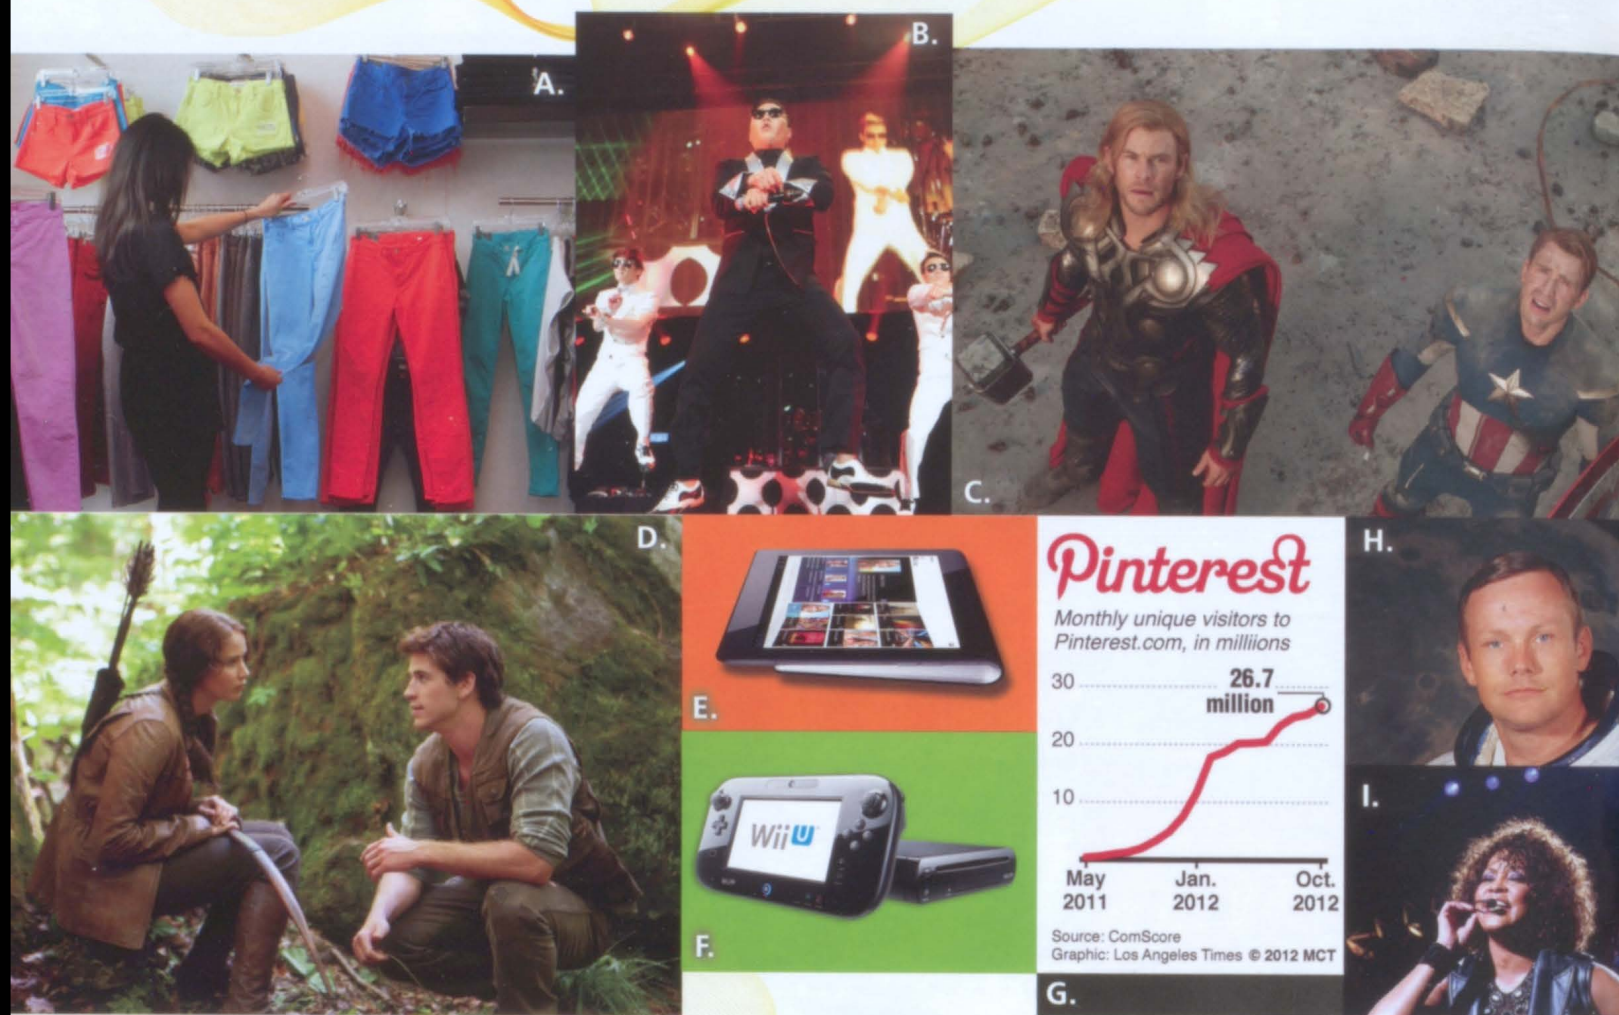 A.
B.
C.
D.
E.
WiiU
F.
Pinterest
Monthly unique visitors to
Pinterest.com, in milliions
30
26.7
million
20
10
May
2011
Jan.
2012
Oct.
2012
Source: ComScore
Graphic: Los Angeles Times © 2012 MCT
G.
H.
I.